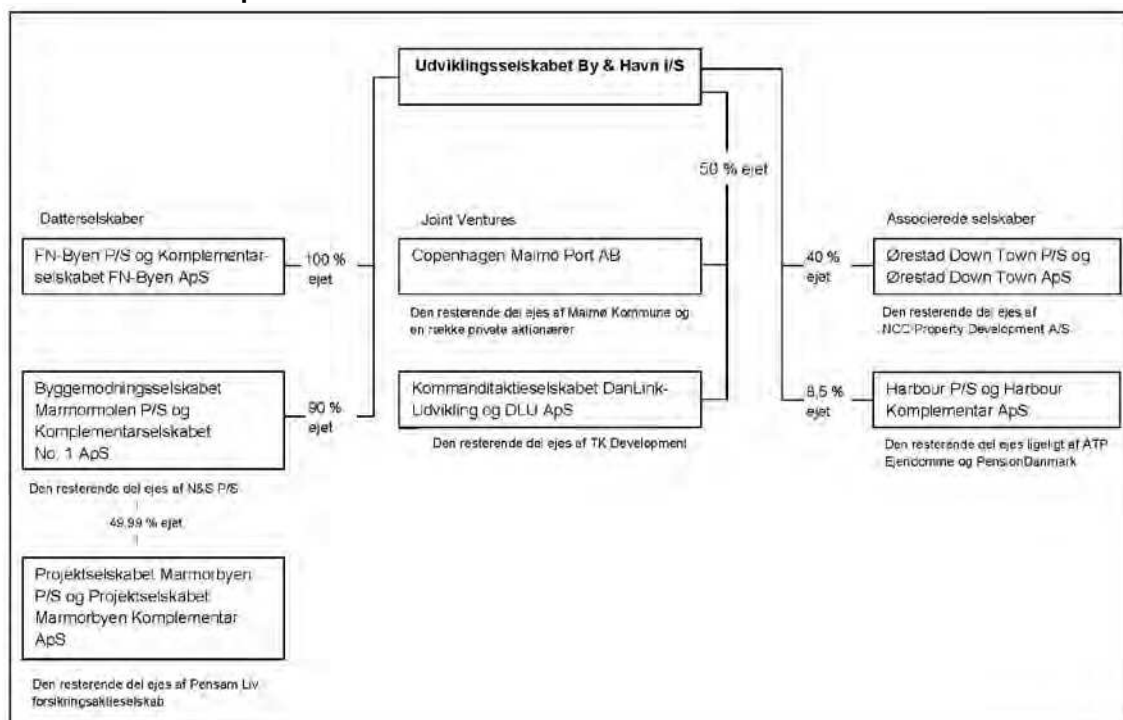 Udviklingsselskabet By & Havn I/S
50 % ejet
Datterselskaber
FN-Byen P/S og Komplementar-
selskabet FN-Byen ApS
100 %
ejet
Byggemodningsselskabet
Marmormolen P/S og
Komplementarselskabet
No. 1 ApS
90 %
ejet
Den resterende del ejes af N&S P/S
49,99 % ejet
Projektselskabet Marmorbyen
P/S og Projektselskabet
Marmorbyen Komplementar
ApS
Den resterende del ejes af Pensam Liv
forsikringsaktieselskab
Joint Ventures
Copenhagen Malmø Port AB
Den resterende del ejes af Malmø Kommune og
en række private aktionærer
Kommanditaktieselskabet DanLink-
Udvikling og DLU ApS
Den resterende del ejes af TK Development
Associerede selskaber
40 %
ejet
Ørestad Down Town P/S og
Ørestad Down Town ApS
Den resterende del ejes af
NCC Property Development A/S
8,5 %
ejet
Harbour P/S og Harbour
Komplementar ApS
Den resterende del ejes ligeligt af ATP
Ejendomme og PensionDanmark